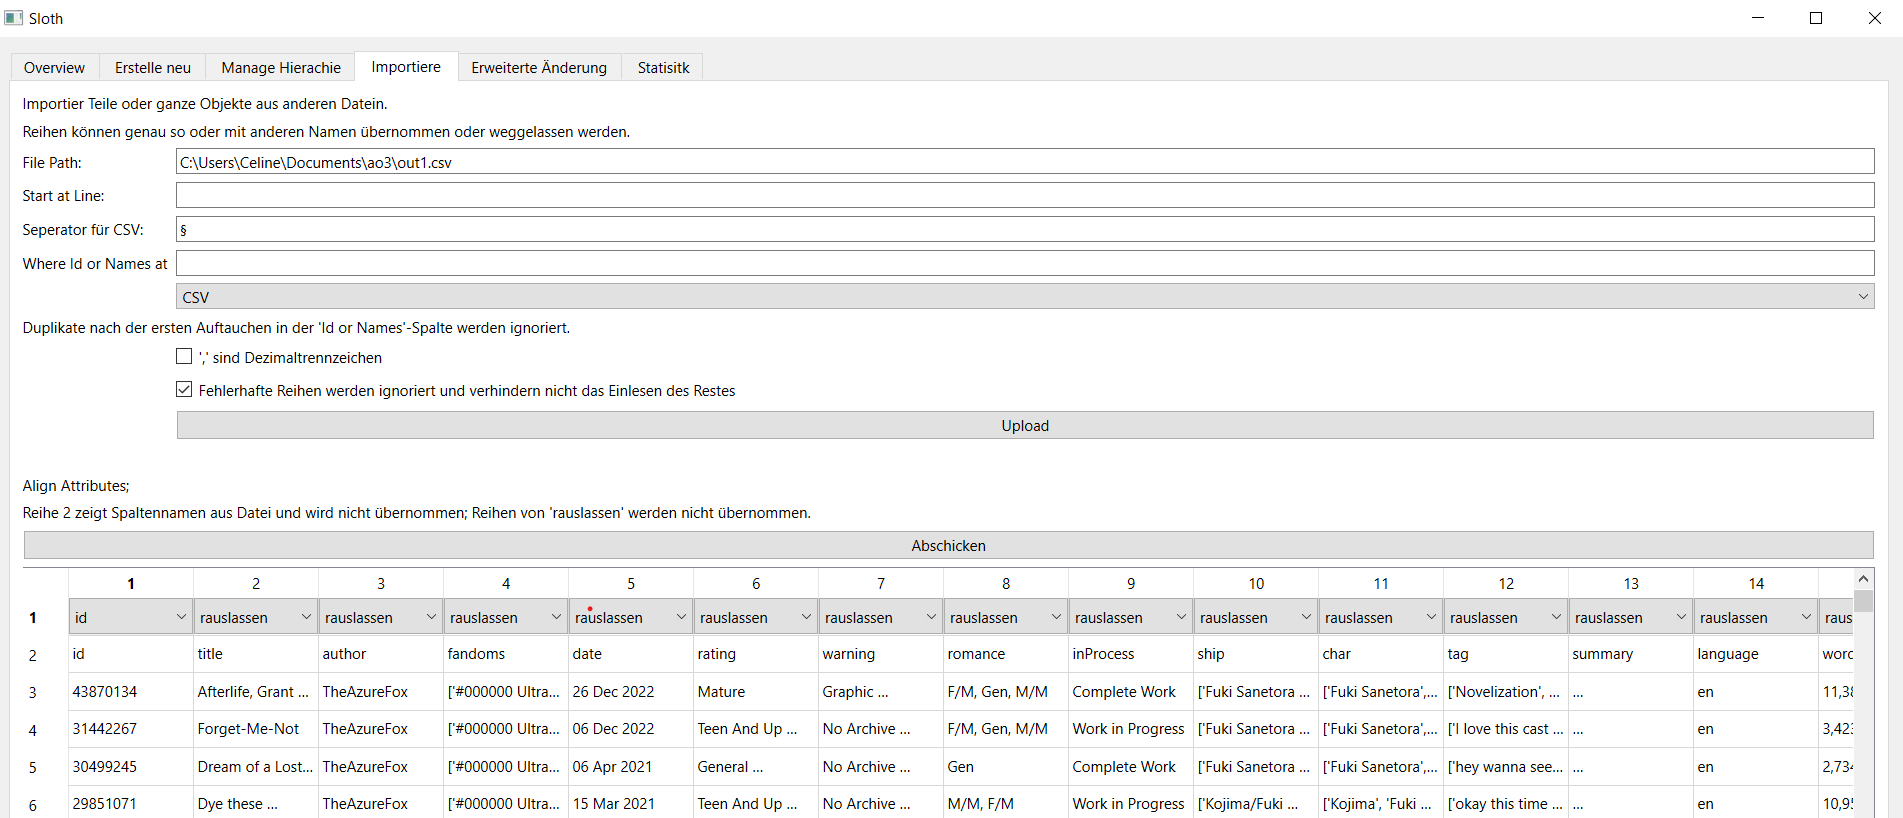 Sloth
Overview Erstelle neu Manage Hierachie Importiere Erweiterte Änderung Statisitk
Importier Teile oder ganze Objekte aus anderen Datein.
Reihen können genau so oder mit anderen Namen übernommen oder weggelassen werden.
File Path: C:\Users\Celine\Documents\ao3\out1.csv
Start at Line:
Seperator für CSV: §
Where Id or Names at
CSV
Duplikate nach der ersten Auftauchen in der 'Id or Names'-Spalte werden ignoriert.
',' sind Dezimaltrennzeichen
Fehlerhafte Reihen werden ignoriert und verhindern nicht das Einlesen des Restes
Upload
Align Attributes;
Reihe 2 zeigt Spaltennamen aus Datei und wird nicht übernommen; Reihen von 'rauslassen' werden nicht übernommen.
Abschicken
1 2 3 4 5 6 7 8 9 10 11 12 13 14
1 id rauslassen rauslassen rauslassen rauslassen rauslassen rauslassen rauslassen rauslassen rauslassen rauslassen rauslassen rauslassen rauslassen raus
2 id title author fandoms date rating warning romance inProcess ship char tag summary language word
3 43870134 Afterlife, Grant ... TheAzureFox ['#000000 Ultra... 26 Dec 2022 Mature Graphic ... F/M, Gen, M/M Complete Work ['Fuki Sanetora ... ['Fuki Sanetora',... ['Novelization', ... ... en 11,38
4 31442267 Forget-Me-Not TheAzureFox ['#000000 Ultra... 06 Dec 2022 Teen And Up ... No Archive ... F/M, Gen, M/M Work in Progress ['Fuki Sanetora ... ['Fuki Sanetora',... ['I love this cast ... ... en 3,423
5 30499245 Dream of a Lost... TheAzureFox ['#000000 Ultra... 06 Apr 2021 General ... No Archive ... Gen Complete Work ['Fuki Sanetora ... ['Fuki Sanetora',... ['hey wanna see... ... en 2,734
6 29851071 Dye these ... TheAzureFox ['#000000 Ultra... 15 Mar 2021 Teen And Up ... No Archive ... M/M, F/M Work in Progress ['Kojima/Fuki ... ['Kojima', 'Fuki ... ['okay this time ... ... en 10,95